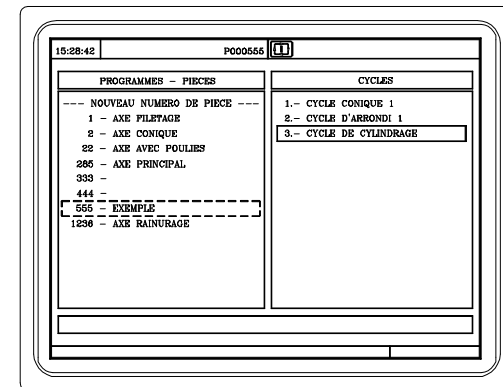 15:28:42 P000555
PROGRAMMES – PIECES
--- NOUVEAU NUMERO DE PIECE ---
1 – AXE FILETAGE
2 – AXE CONIQUE
22 – AXE AVEC POULIES
285 – AXE PRINCIPAL
333 –
444 –
555 – EXEMPLE
1236 – AXE RAINURAGE
CYCLES
1.– CYCLE CONIQUE 1
2.– CYCLE D'ARRONDI 1
3.– CYCLE DE CYLINDRAGE